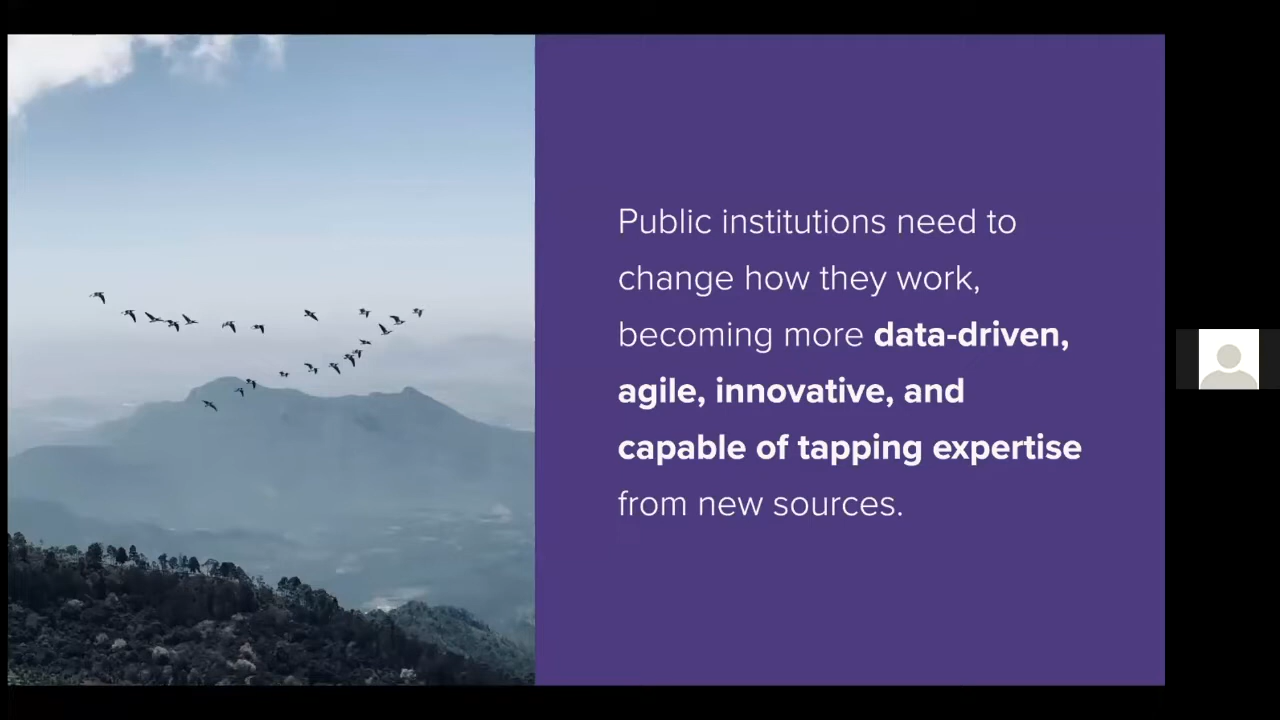 Public institutions need to
change how they work,
becoming more data-driven,
agile, innovative, and
capable of tapping expertise
from new sources.